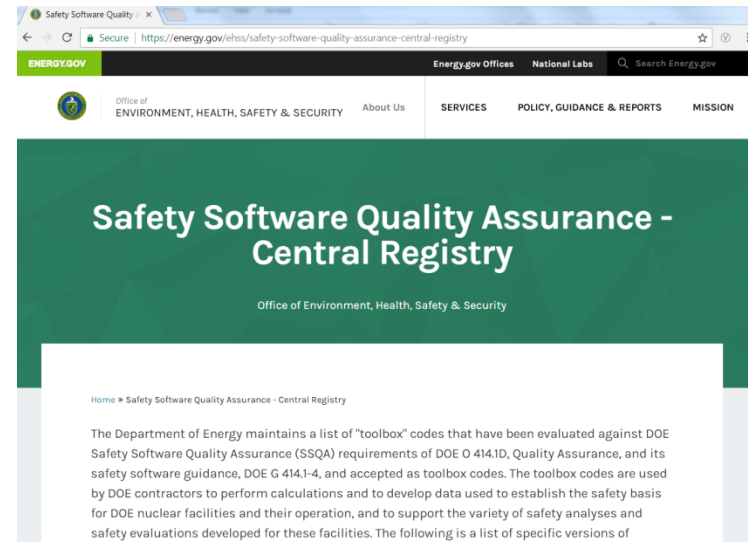 Safety Software Quality A
Secure | https://energy.gov/ehss/safety-software-quality-assurance-central-registry
ENERGY.GOV
Energy.gov Offices
National Labs
Search Energy.gov
Office of
ENVIRONMENT, HEALTH, SAFETY & SECURITY
About Us
SERVICES
POLICY, GUIDANCE & REPORTS
MISSION
Safety Software Quality Assurance -
Central Registry
Office of Environment, Health, Safety & Security
Home » Safety Software Quality Assurance - Central Registry
The Department of Energy maintains a list of "toolbox" codes that have been evaluated against DOE
Safety Software Quality Assurance (SSQA) requirements of DOE O 414.1D, Quality Assurance, and its
safety software guidance, DOE G 414.1-4, and accepted as toolbox codes. The toolbox codes are used
by DOE contractors to perform calculations and to develop data used to establish the safety basis
for DOE nuclear facilities and their operation, and to support the variety of safety analyses and
safety evaluations developed for these facilities. The following is a list of specific versions of